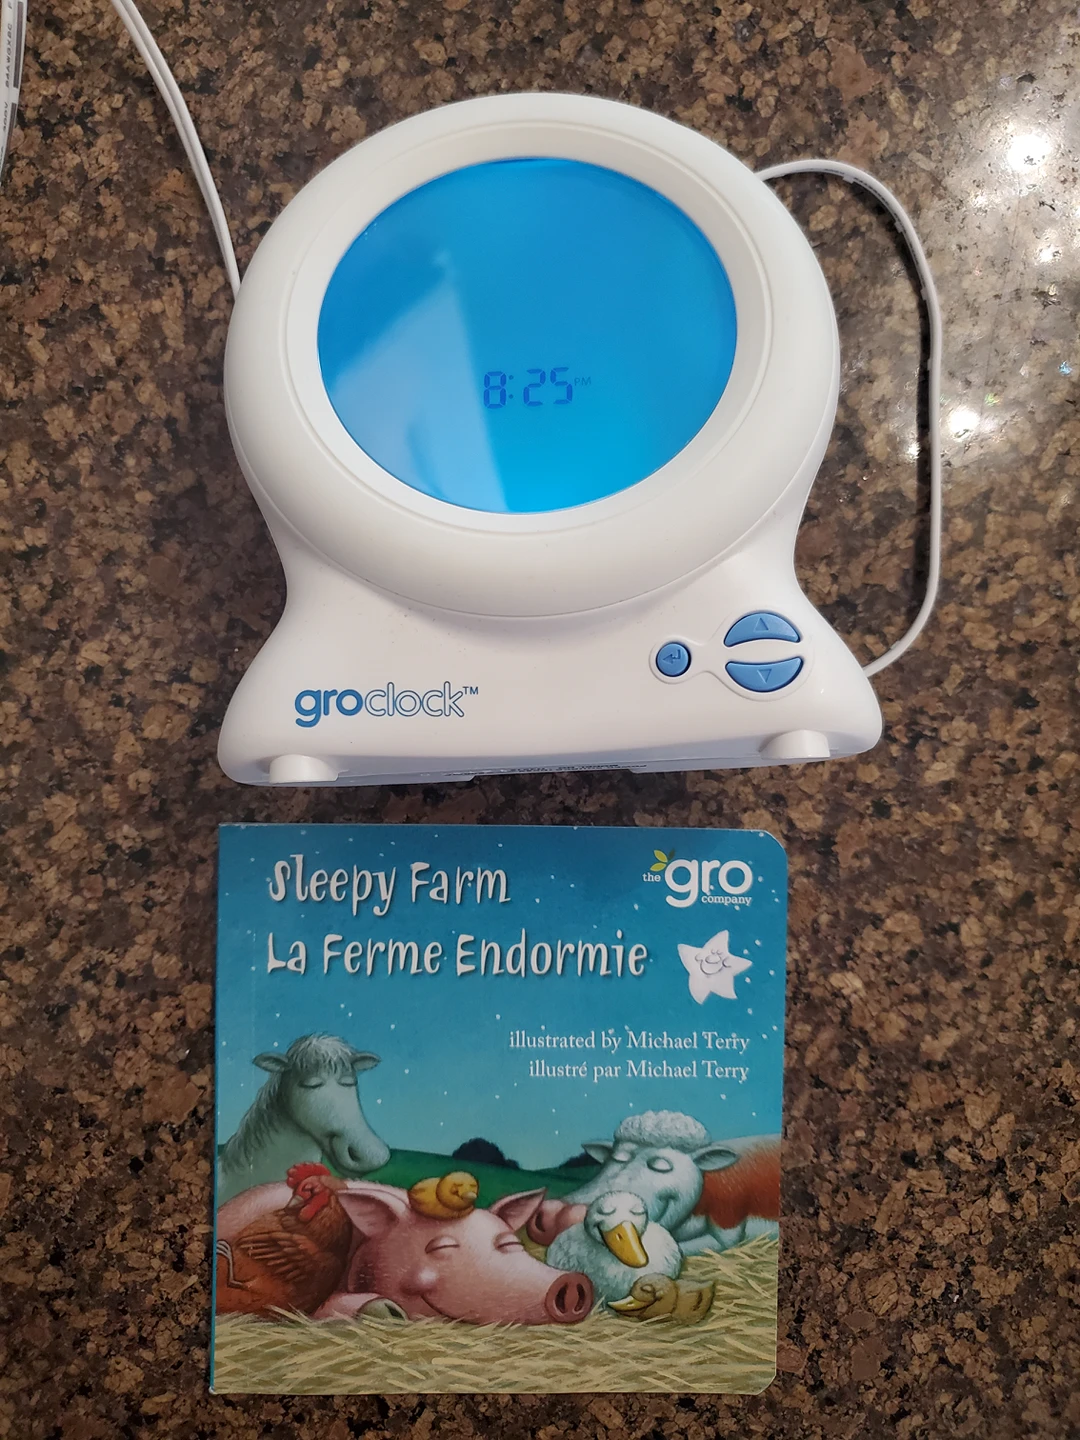 8:25 PM
groclock™
Sleepy Farm
the gro company
La Ferme Endormie
illustrated by Michael Terry
illustré par Michael Terry